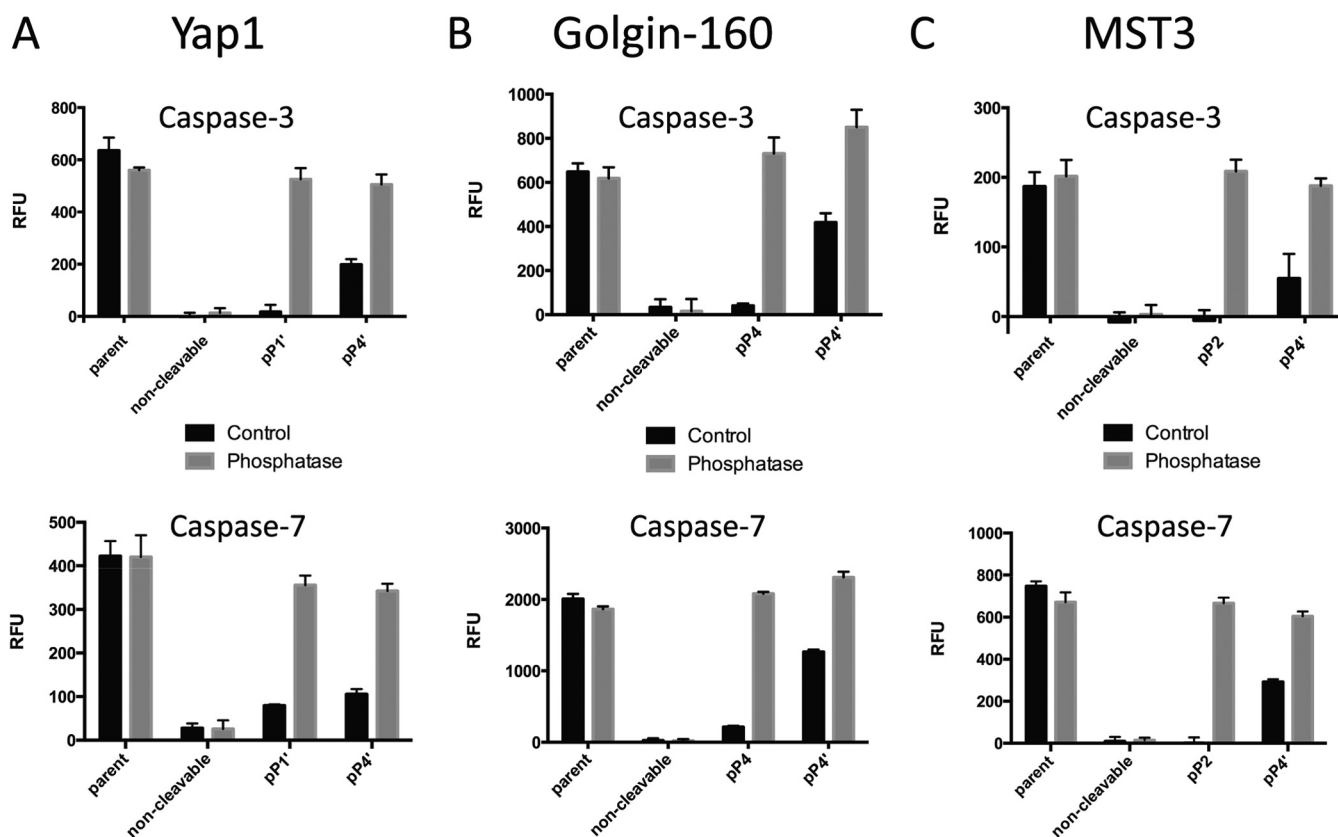 A Yap1
B Golgin-160
C MST3
Caspase-3
800
600
400
200
0
RFU
parent
non-cleavable
pP1'
pP4'
Caspase-3
1000
800
600
400
200
0
RFU
parent
non-cleavable
pP4
pP4'
Caspase-3
300
200
100
0
RFU
parent
non-cleavable
pP2
pP4'
Control
Phosphatase
Control
Phosphatase
Control
Phosphatase
Caspase-7
500
400
300
200
100
0
RFU
parent
non-cleavable
pP1'
pP4'
Caspase-7
3000
2000
1000
0
RFU
parent
non-cleavable
pP4
pP4'
Caspase-7
1000
800
600
400
200
0
RFU
parent
non-cleavable
pP2
pP4'